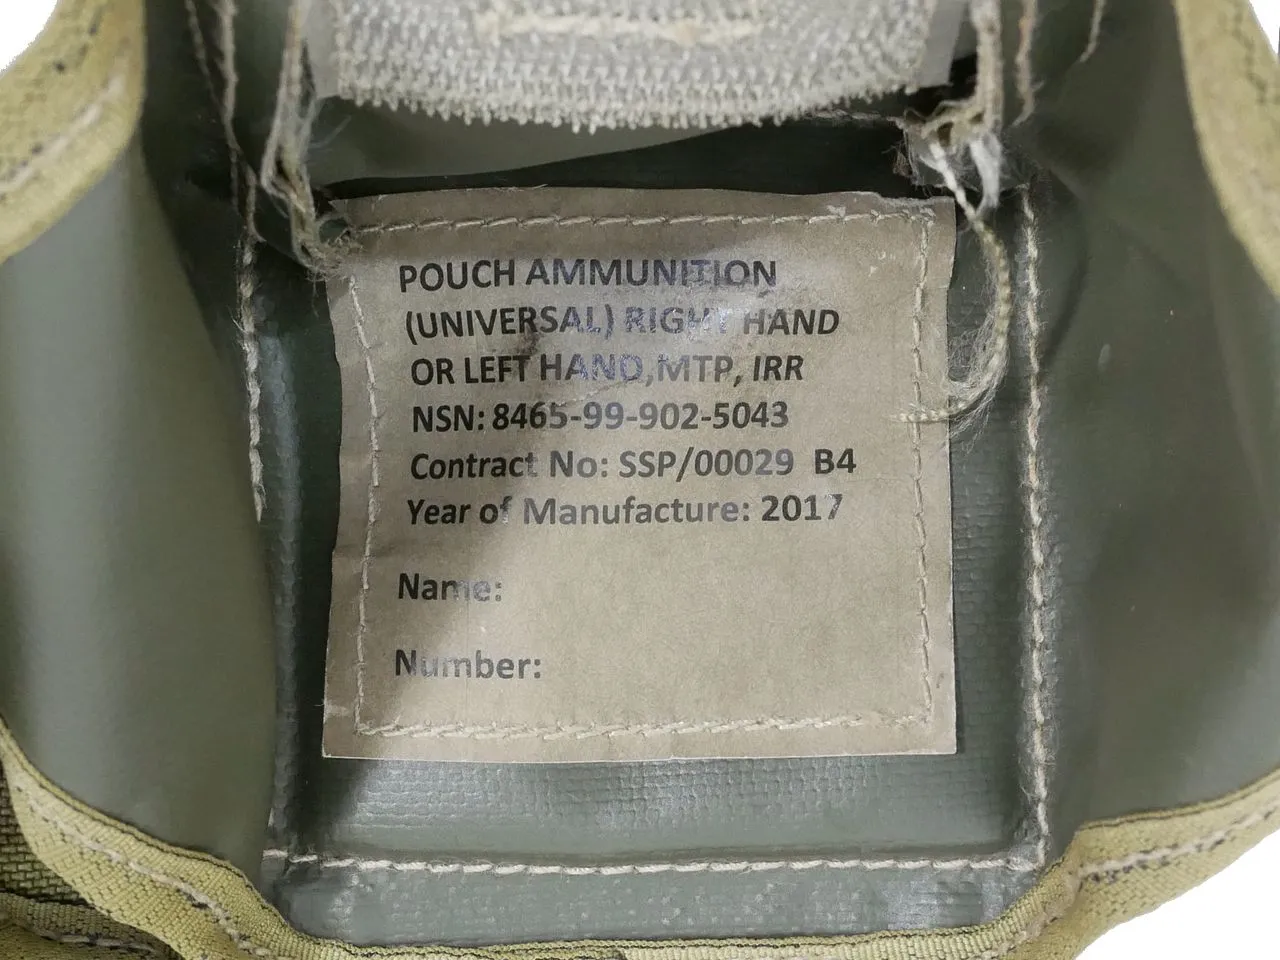 POUCH AMMUNITION
(UNIVERSAL) RIGHT HAND
OR LEFT HAND,MTP, IRR
NSN: 8465-99-902-5043
Contract No: SSP/00029 B4
Year of Manufacture: 2017
Name:
Number: